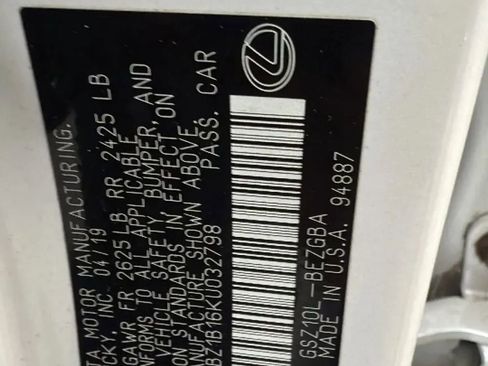 TA MOTOR MANUFACTURING.
CKY, INC. 04/19
GAWR FR 2625 LB RR 2425 LB
NFORMS TO ALL APPLICABLE
VEHICLE SAFETY, BUMPER, AND
ON STANDARDS IN EFFECT ON
ANUFACTURE SHOWN ABOVE.
BZ1B16KU032798 PASS. CAR
GSZ10L-BEZGBA
MADE IN U.S.A. 94887